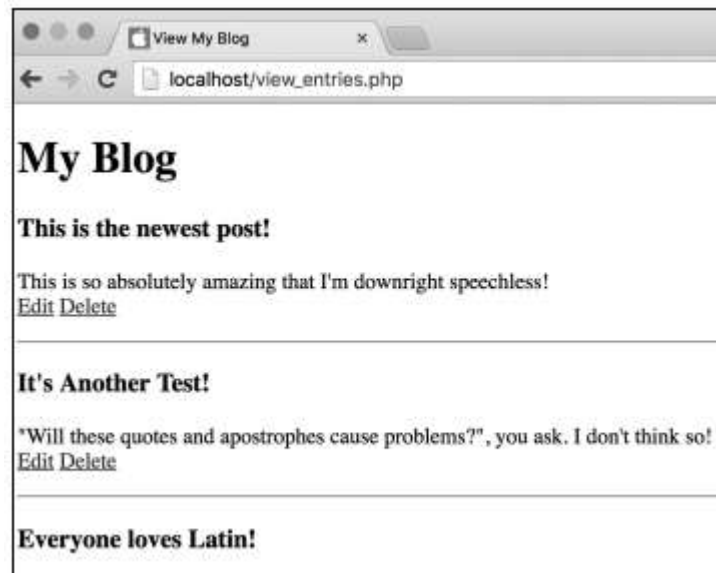 View My Blog
localhost/view_entries.php
My Blog
This is the newest post!
This is so absolutely amazing that I'm downright speechless!
Edit Delete
It's Another Test!
"Will these quotes and apostrophes cause problems?", you ask. I don't think so!
Edit Delete
Everyone loves Latin!